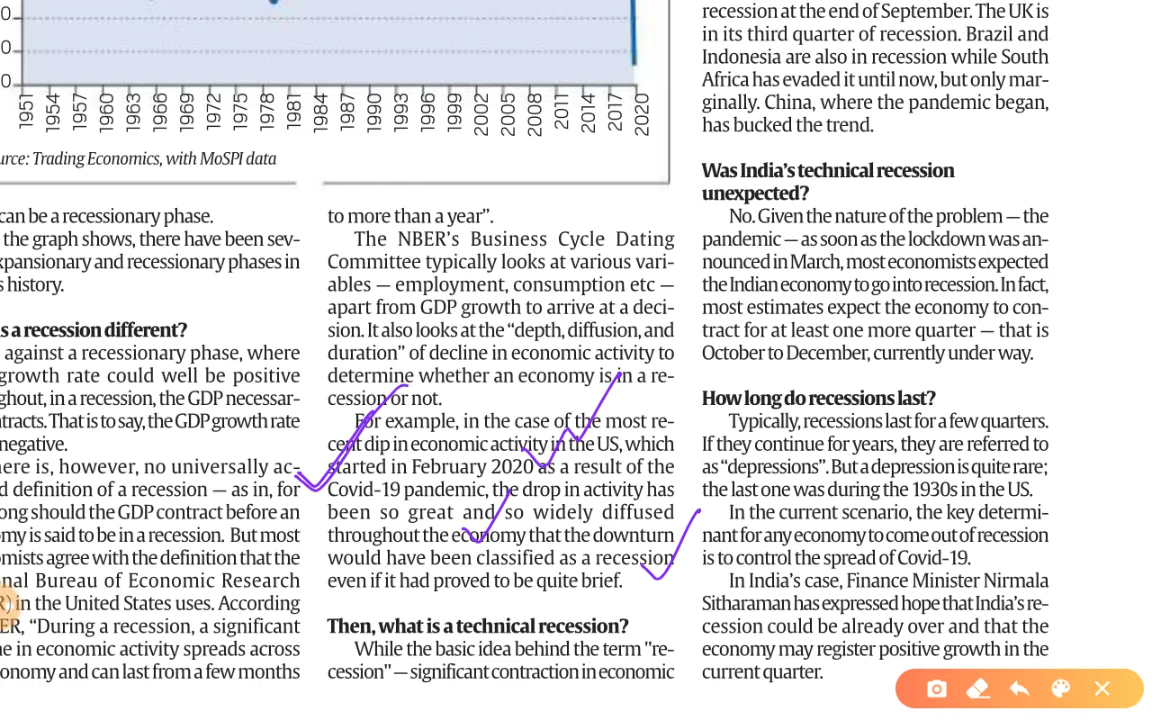 0
0
0
1951
1954
1957
1960
1963
1966
1969
1972
1975
1978
1981
1984
1987
1990
1993
1996
1999
2002
2005
2008
2011
2014
2017
2020
urce: Trading Economics, with MoSPI data
can be a recessionary phase.
the graph shows, there have been sev-
xpansionary and recessionary phases in
s history.
s a recession different?
against a recessionary phase, where
growth rate could well be positive
ghout, in a recession, the GDP necessar-
tracts. That is to say, the GDP growth rate
negative.
ere is, however, no universally ac-
d definition of a recession — as in, for
ong should the GDP contract before an
my is said to be in a recession. But most
mists agree with the definition that the
nal Bureau of Economic Research
R) in the United States uses. According
ER, “During a recession, a significant
ne in economic activity spreads across
onomy and can last from a few months
to more than a year”.
The NBER’s Business Cycle Dating
Committee typically looks at various vari-
ables — employment, consumption etc —
apart from GDP growth to arrive at a deci-
sion. It also looks at the “depth, diffusion, and
duration” of decline in economic activity to
determine whether an economy is in a re-
cession or not.
For example, in the case of the most re-
cent dip in economic activity in the US, which
started in February 2020 as a result of the
Covid-19 pandemic, the drop in activity has
been so great and so widely diffused
throughout the economy that the downturn
would have been classified as a recession
even if it had proved to be quite brief.
Then, what is a technical recession?
While the basic idea behind the term "re-
cession" — significant contraction in economic
recession at the end of September. The UK is
in its third quarter of recession. Brazil and
Indonesia are also in recession while South
Africa has evaded it until now, but only mar-
ginally. China, where the pandemic began,
has bucked the trend.
Was India’s technical recession
unexpected?
No. Given the nature of the problem — the
pandemic — as soon as the lockdown was an-
nounced in March, most economists expected
the Indian economy to go into recession. In fact,
most estimates expect the economy to con-
tract for at least one more quarter — that is
October to December, currently under way.
How long do recessions last?
Typically, recessions last for a few quarters.
If they continue for years, they are referred to
as “depressions”. But a depression is quite rare;
the last one was during the 1930s in the US.
In the current scenario, the key determi-
nant for any economy to come out of recession
is to control the spread of Covid-19.
In India’s case, Finance Minister Nirmala
Sitharaman has expressed hope that India’s re-
cession could be already over and that the
economy may register positive growth in the
current quarter.